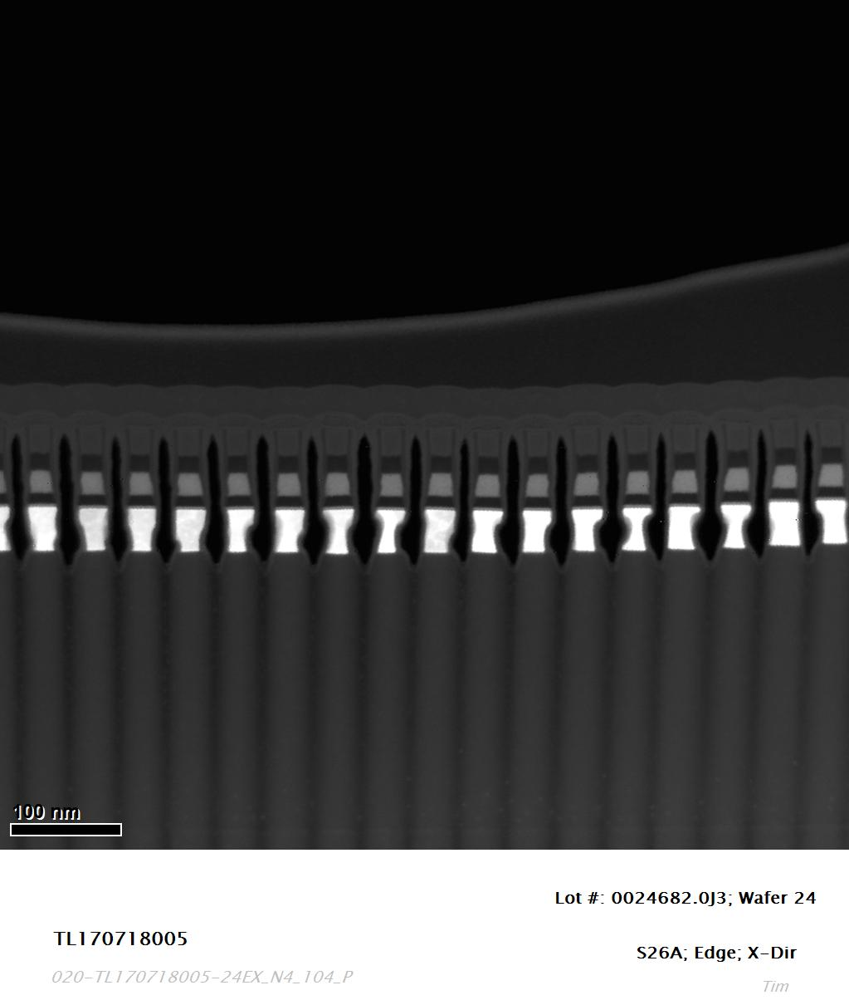 100 nm
Lot #: 0024682.0J3; Wafer 24
TL170718005
S26A; Edge; X-Dir
020-TL170718005-24EX_N4_104_P
Tim